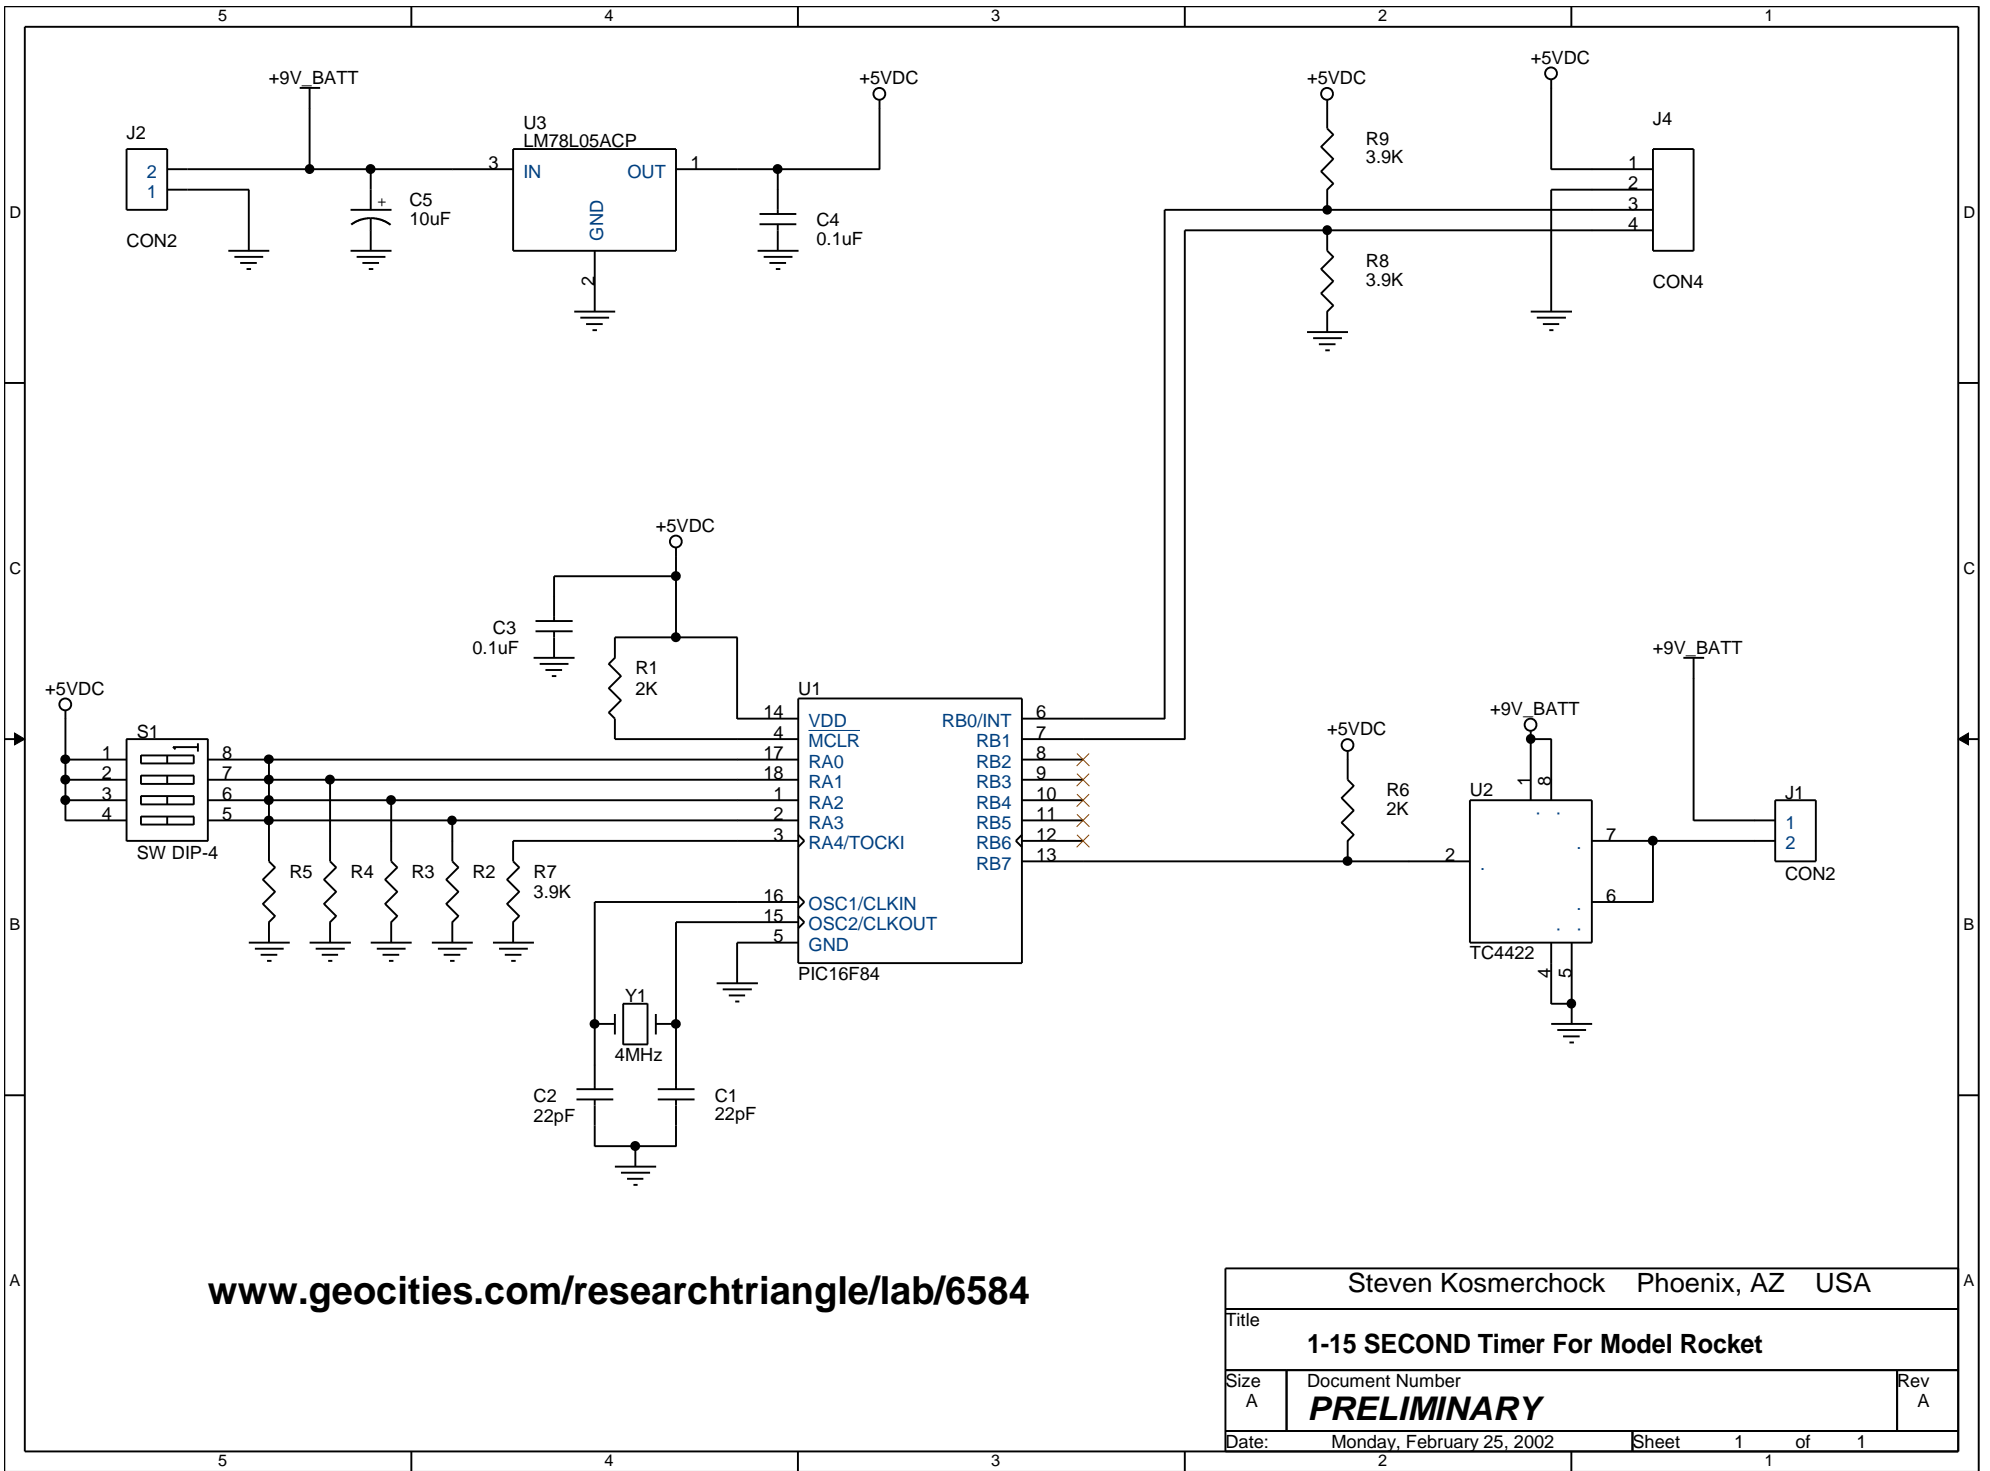 5 4 3 2 1
+9V_BATT
J2
2
1
CON2
C5
10uF
U3
LM78L05ACP
3 IN OUT 1
GND
2
+5VDC
C4
0.1uF
+5VDC
R9
3.9K
R8
3.9K
+5VDC
J4
1
2
3
4
CON4
D D
C C
+5VDC
C3
0.1uF
R1
2K
+5VDC
S1
1 8
2 7
3 6
4 5
SW DIP-4
R5 R4 R3 R2 R7
3.9K
U1
14 VDD RB0/INT 6
4 MCLR RB1 7
17 RA0 RB2 8
18 RA1 RB3 9
1 RA2 RB4 10
2 RA3 RB5 11
3 RA4/TOCKI RB6 12
RB7 13
16 OSC1/CLKIN
15 OSC2/CLKOUT
5 GND
PIC16F84
Y1
4MHz
C2
22pF
C1
22pF
+5VDC
R6
2K
+9V_BATT
1 8
U2
2
7
6
TC4422
4 5
+9V_BATT
J1
1
2
CON2
B B
A A
www.geocities.com/researchtriangle/lab/6584
Steven Kosmerchock Phoenix, AZ USA
Title
1-15 SECOND Timer For Model Rocket
Size
A
Document Number
PRELIMINARY
Rev
A
Date: Monday, February 25, 2002 Sheet 1 of 1
5 4 3 2 1